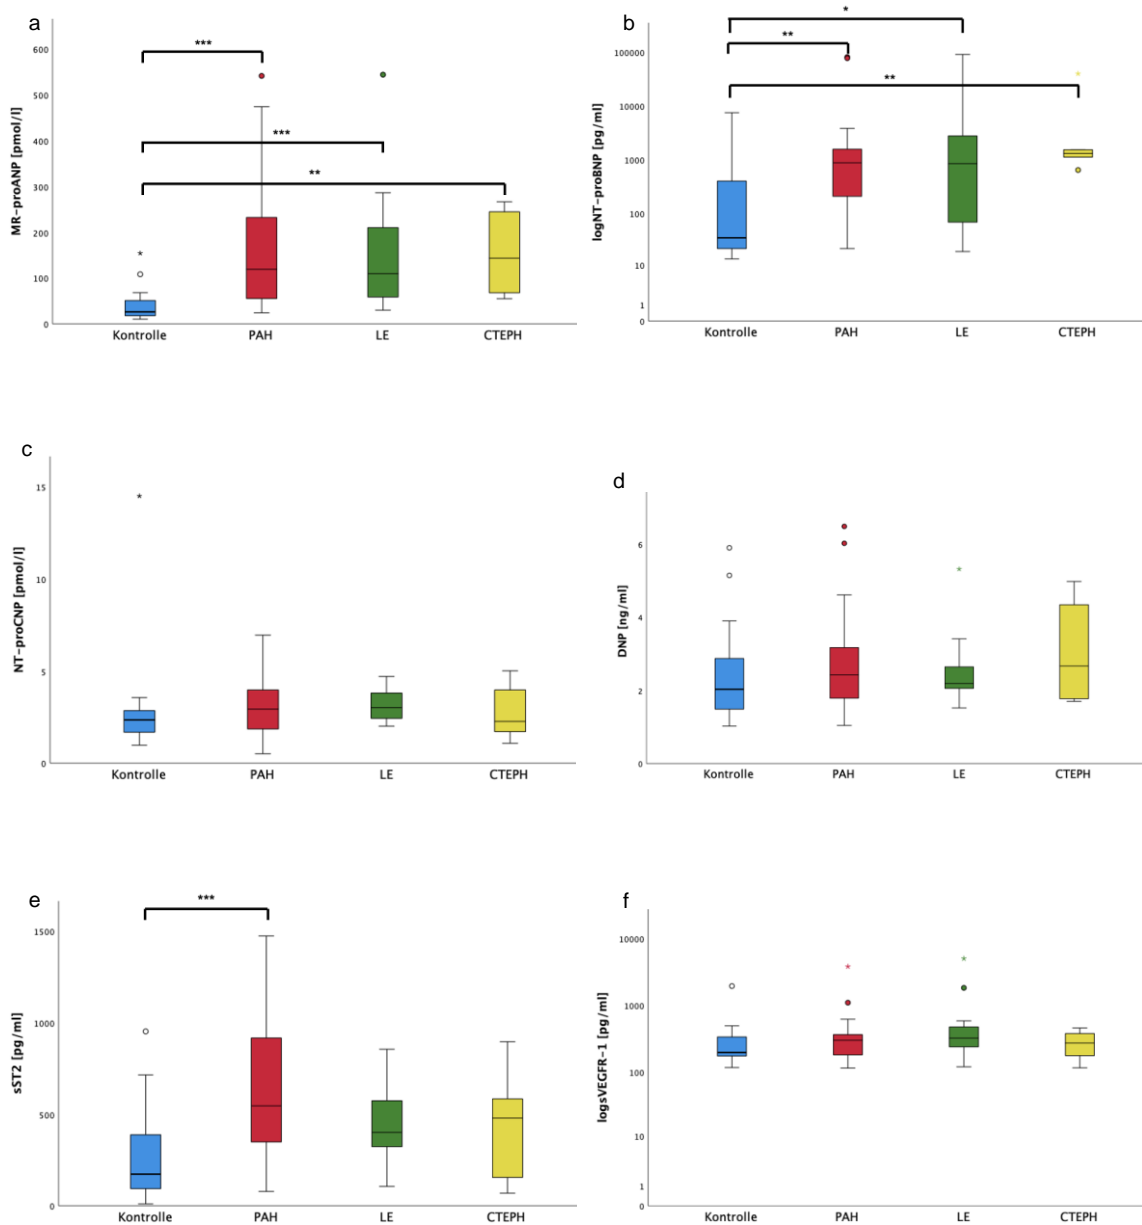 a
MR-proANP [pmol/l]
600
500
400
300
200
100
0
***
***
**
*
Kontrolle PAH LE CTEPH
b
logNT-proBNP [pg/ml]
100000
10000
1000
100
10
1
0
*
**
**
*
Kontrolle PAH LE CTEPH
c
NT-proCNP [pmol/l]
15
10
5
0
*
Kontrolle PAH LE CTEPH
d
DNP [ng/ml]
6
4
2
0
*
Kontrolle PAH LE CTEPH
e
sST2 [pg/ml]
1500
1000
500
0
***
Kontrolle PAH LE CTEPH
f
logsVEGFR-1 [pg/ml]
10000
1000
100
10
1
0
*
*
Kontrolle PAH LE CTEPH